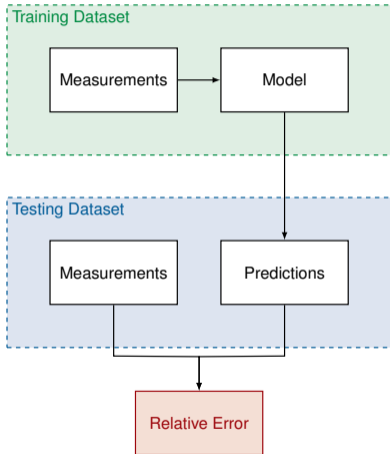 Training Dataset
Measurements
Model
Testing Dataset
Measurements
Predictions
Relative Error